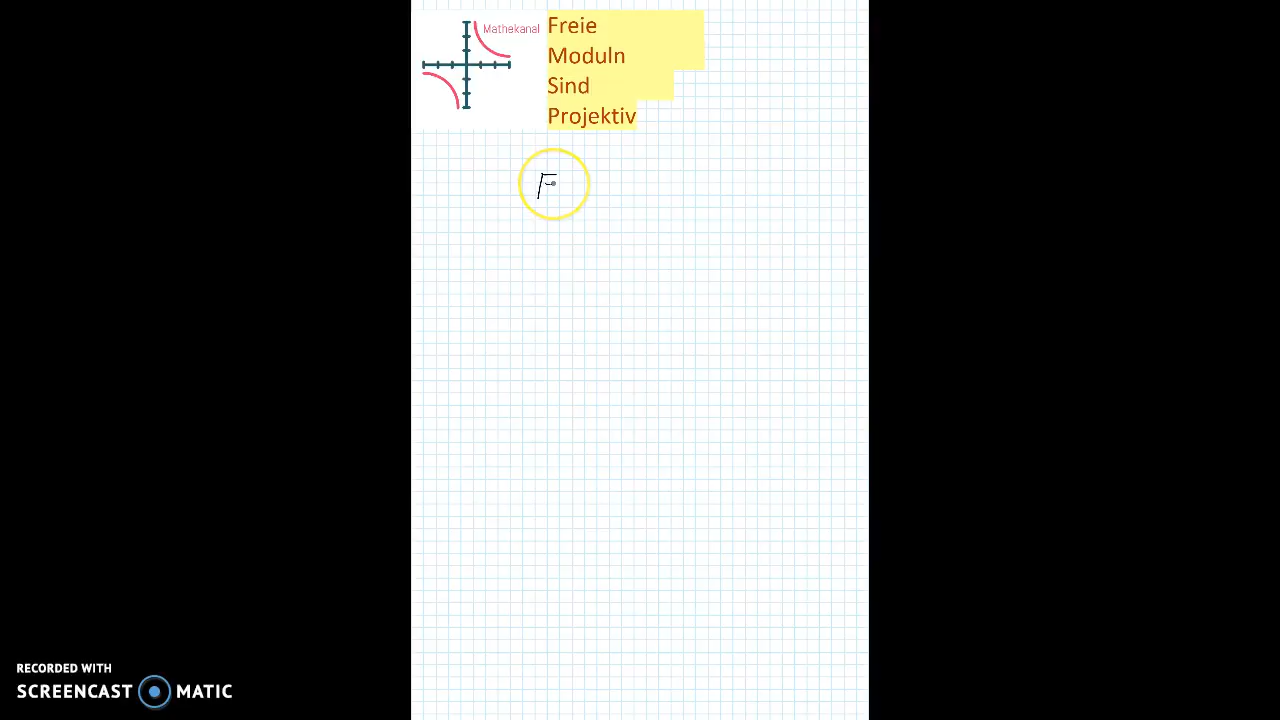 Mathekanal
Freie
Moduln
Sind
Projektiv
F
RECORDED WITH
SCREENCAST MATIC